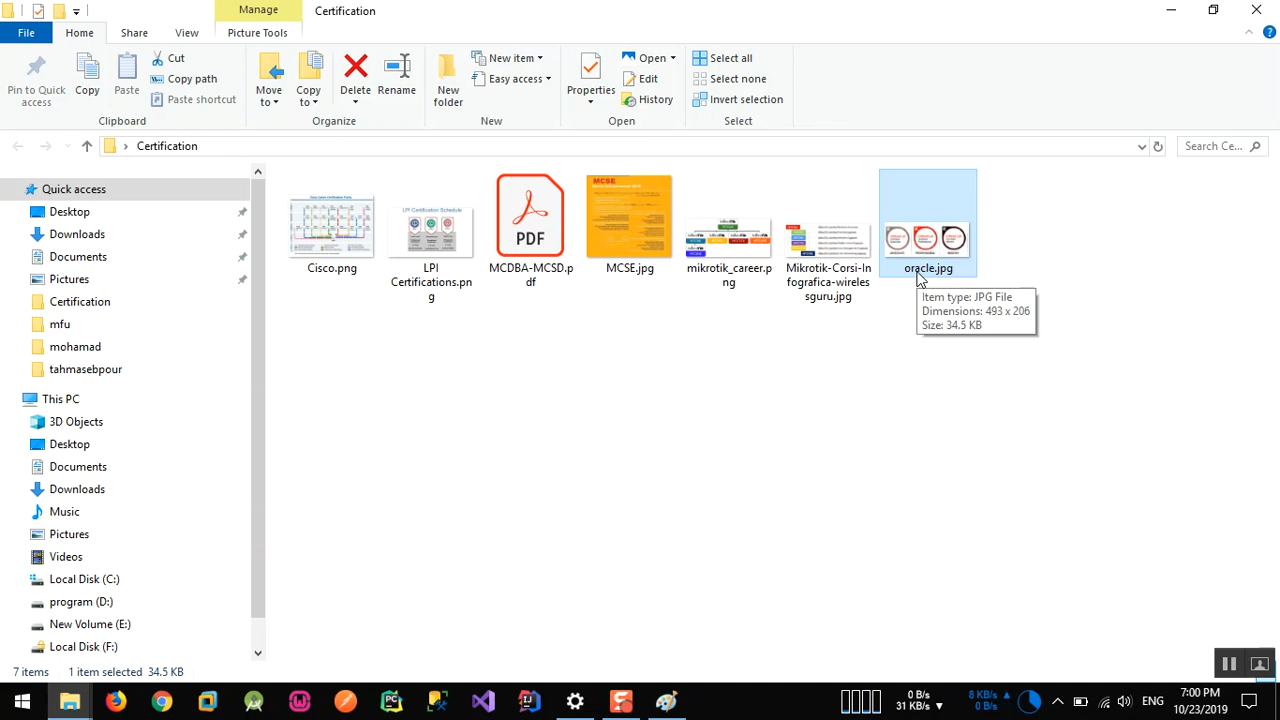 Manage
Certification
File
Home
Share
View
Picture Tools
Pin to Quick
access
Copy
Paste
Cut
Copy path
Paste shortcut
Clipboard
Move
to
Copy
to
Delete
Rename
Organize
New
folder
New item
Easy access
New
Properties
Open
Edit
History
Open
Select all
Select none
Invert selection
Select
Certification
Search Ce...
Quick access
Desktop
Downloads
Documents
Pictures
Certification
mfu
mohamad
tahmasebpour
This PC
3D Objects
Desktop
Documents
Downloads
Music
Pictures
Videos
Local Disk (C:)
program (D:)
New Volume (E:)
Local Disk (F:)
Cisco.png
LPI Certification Schedule
LPI
Certifications.pn
g
PDF
MCDBA-MCSD.p
df
MCSE
MCSE.jpg
mikrotik_career.p
ng
Mikrotik-Corsi-In
fografica-wireles
sguru.jpg
oracle.jpg
Item type: JPG File
Dimensions: 493 x 206
Size: 34.5 KB
7 items
1 item selected 34.5 KB
PC
IJ
0 B/s
31 KB/s
8 KB/s
0 B/s
ENG
7:00 PM
10/23/2019